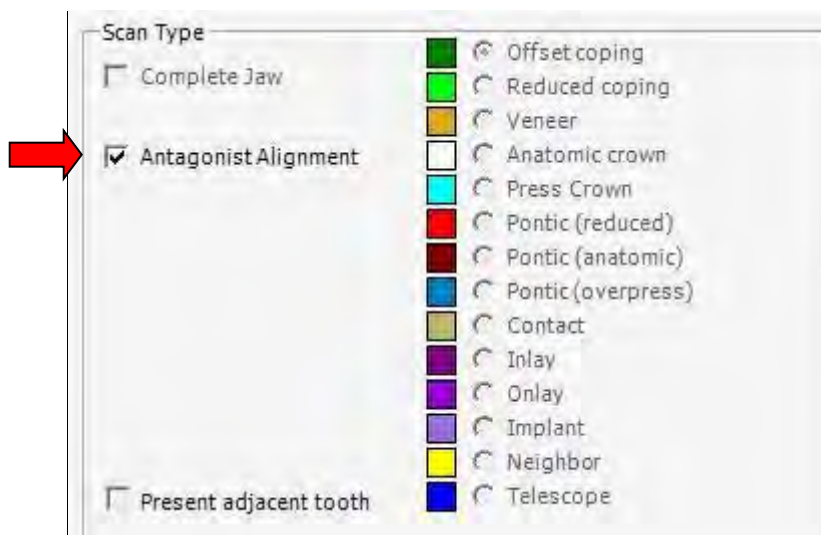 Scan Type
Complete Jaw
Antagonist Alignment
Present adjacent tooth
Offset coping
Reduced coping
Veneer
Anatomic crown
Press Crown
Pontic (reduced)
Pontic (anatomic)
Pontic (overpress)
Contact
Inlay
Onlay
Implant
Neighbor
Telescope